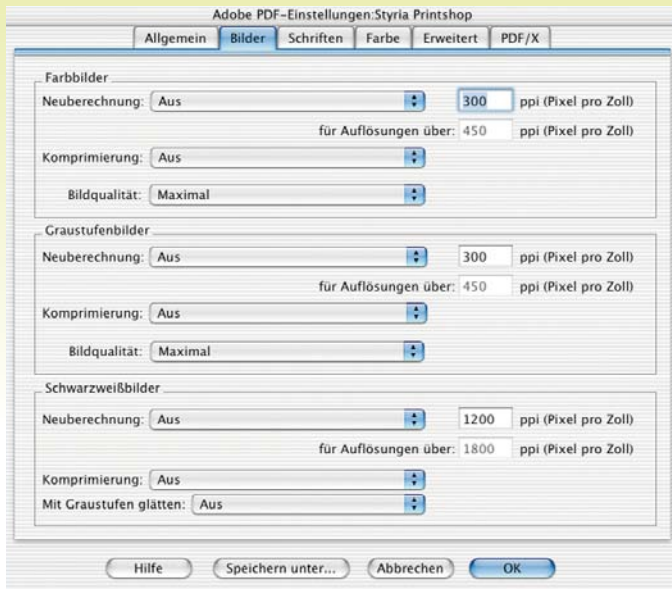 Adobe PDF-Einstellungen:Styria Printshop
Allgemein Bilder Schriften Farbe Erweitert PDF/X
Farbbilder
Neuberechnung: Aus 300 ppi (Pixel pro Zoll)
für Auflösungen über: 450 ppi (Pixel pro Zoll)
Komprimierung: Aus
Bildqualität: Maximal
Graustufenbilder
Neuberechnung: Aus 300 ppi (Pixel pro Zoll)
für Auflösungen über: 450 ppi (Pixel pro Zoll)
Komprimierung: Aus
Bildqualität: Maximal
Schwarzweißbilder
Neuberechnung: Aus 1200 ppi (Pixel pro Zoll)
für Auflösungen über: 1800 ppi (Pixel pro Zoll)
Komprimierung: Aus
Mit Graustufen glätten: Aus
Hilfe Speichern unter... Abbrechen OK